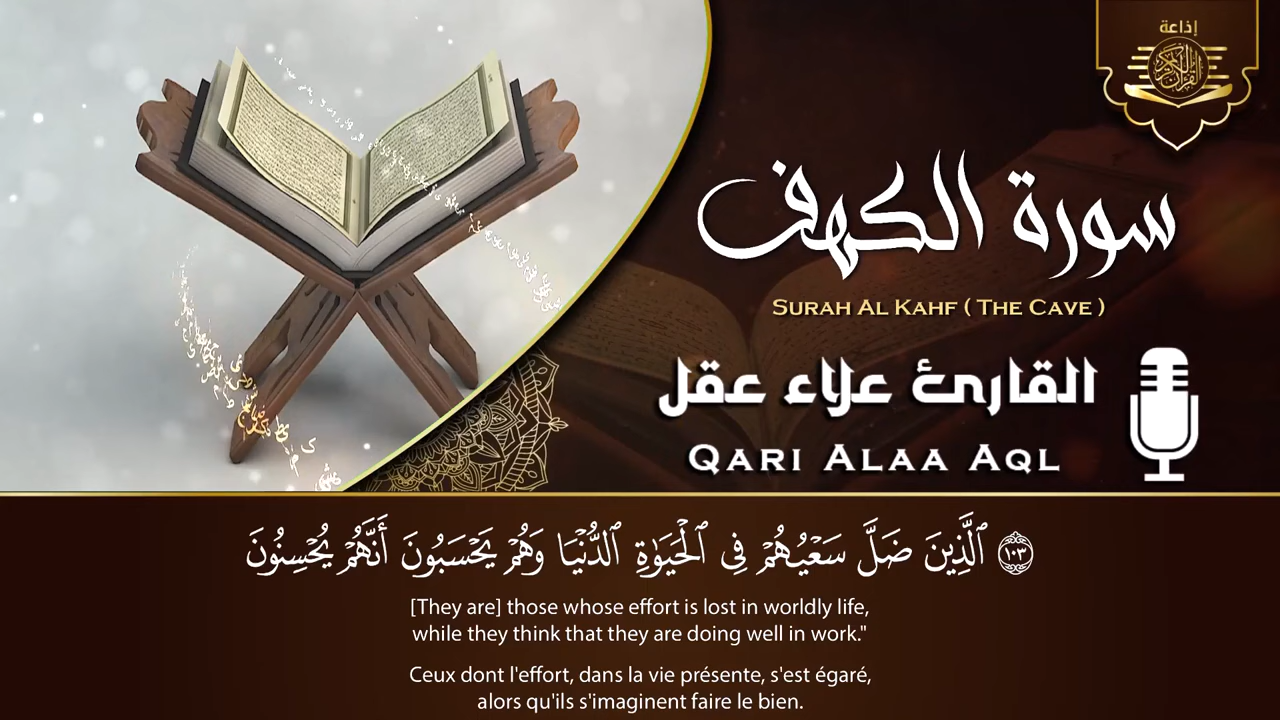 إذاعة
القرآن الكريم
سورة الكهف
SURAH AL KAHF ( THE CAVE )
القارئ علاء عقل
QARI ALAA AQL
۝١٠٣ ٱلَّذِينَ ضَلَّ سَعْيُهُمْ فِى ٱلْحَيَوٰةِ ٱلدُّنْيَا وَهُمْ يَحْسَبُونَ أَنَّهُمْ يُحْسِنُونَ
[They are] those whose effort is lost in worldly life,
while they think that they are doing well in work."
Ceux dont l'effort, dans la vie présente, s'est égaré,
alors qu'ils s'imaginent faire le bien.